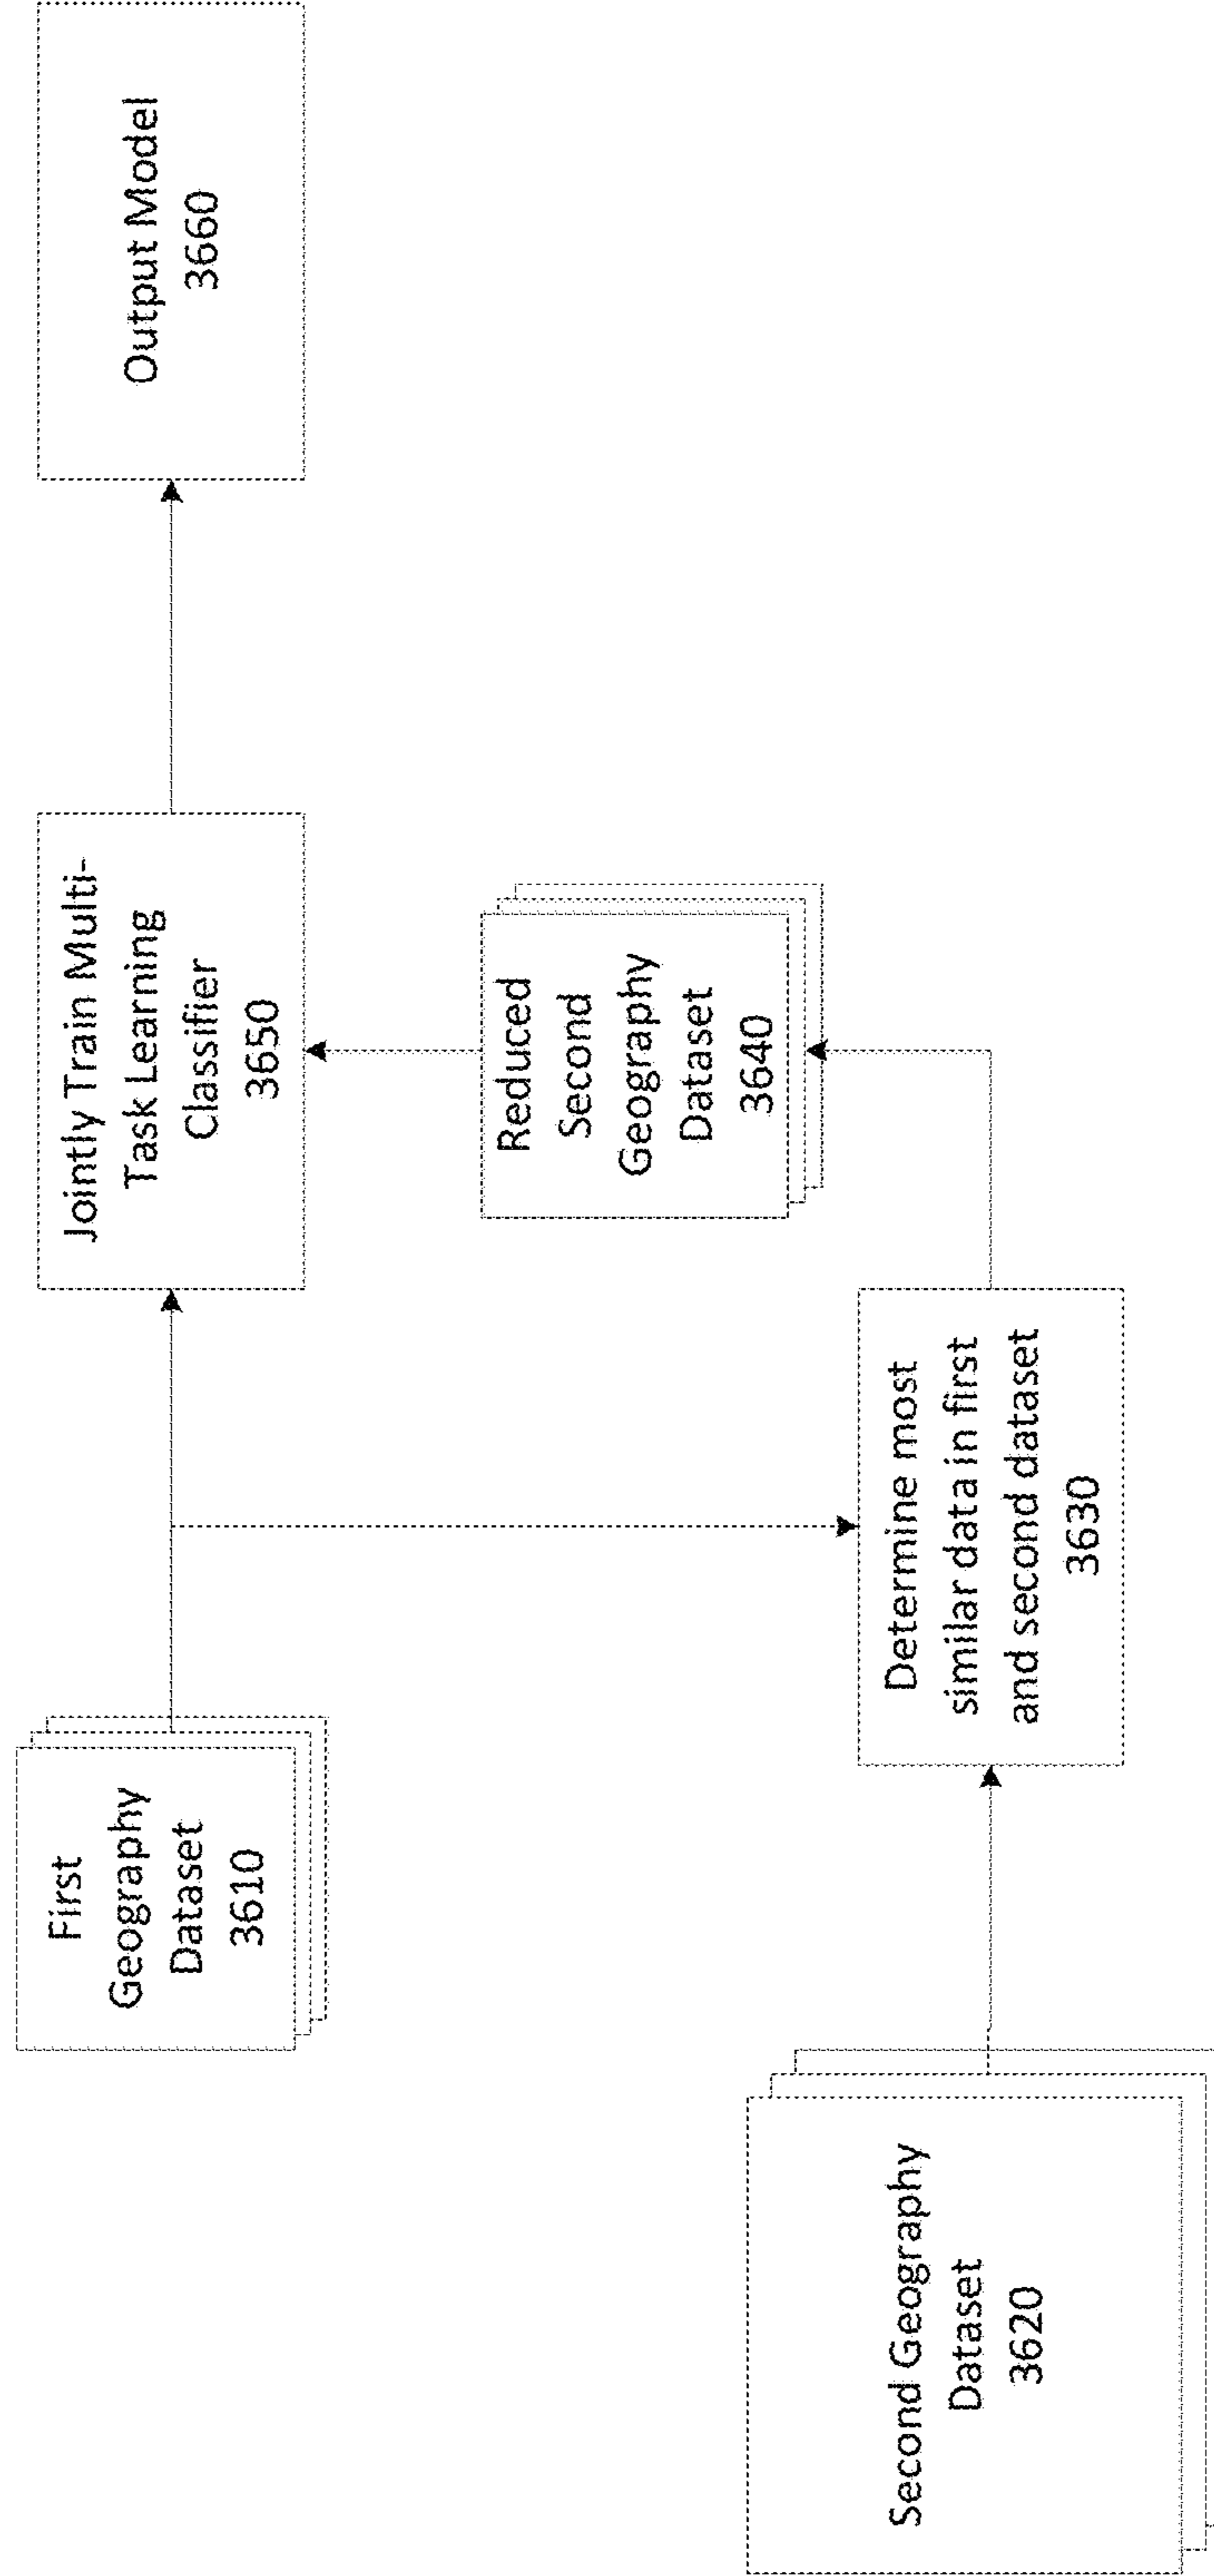 First
Geography
Dataset
3610
Jointly Train Multi-
Task Learning
Classifier
3650
Output Model
3660
Reduced
Second
Geography
Dataset
3640
Second Geography
Dataset
3620
Determine most
similar data in first
and second dataset
3630